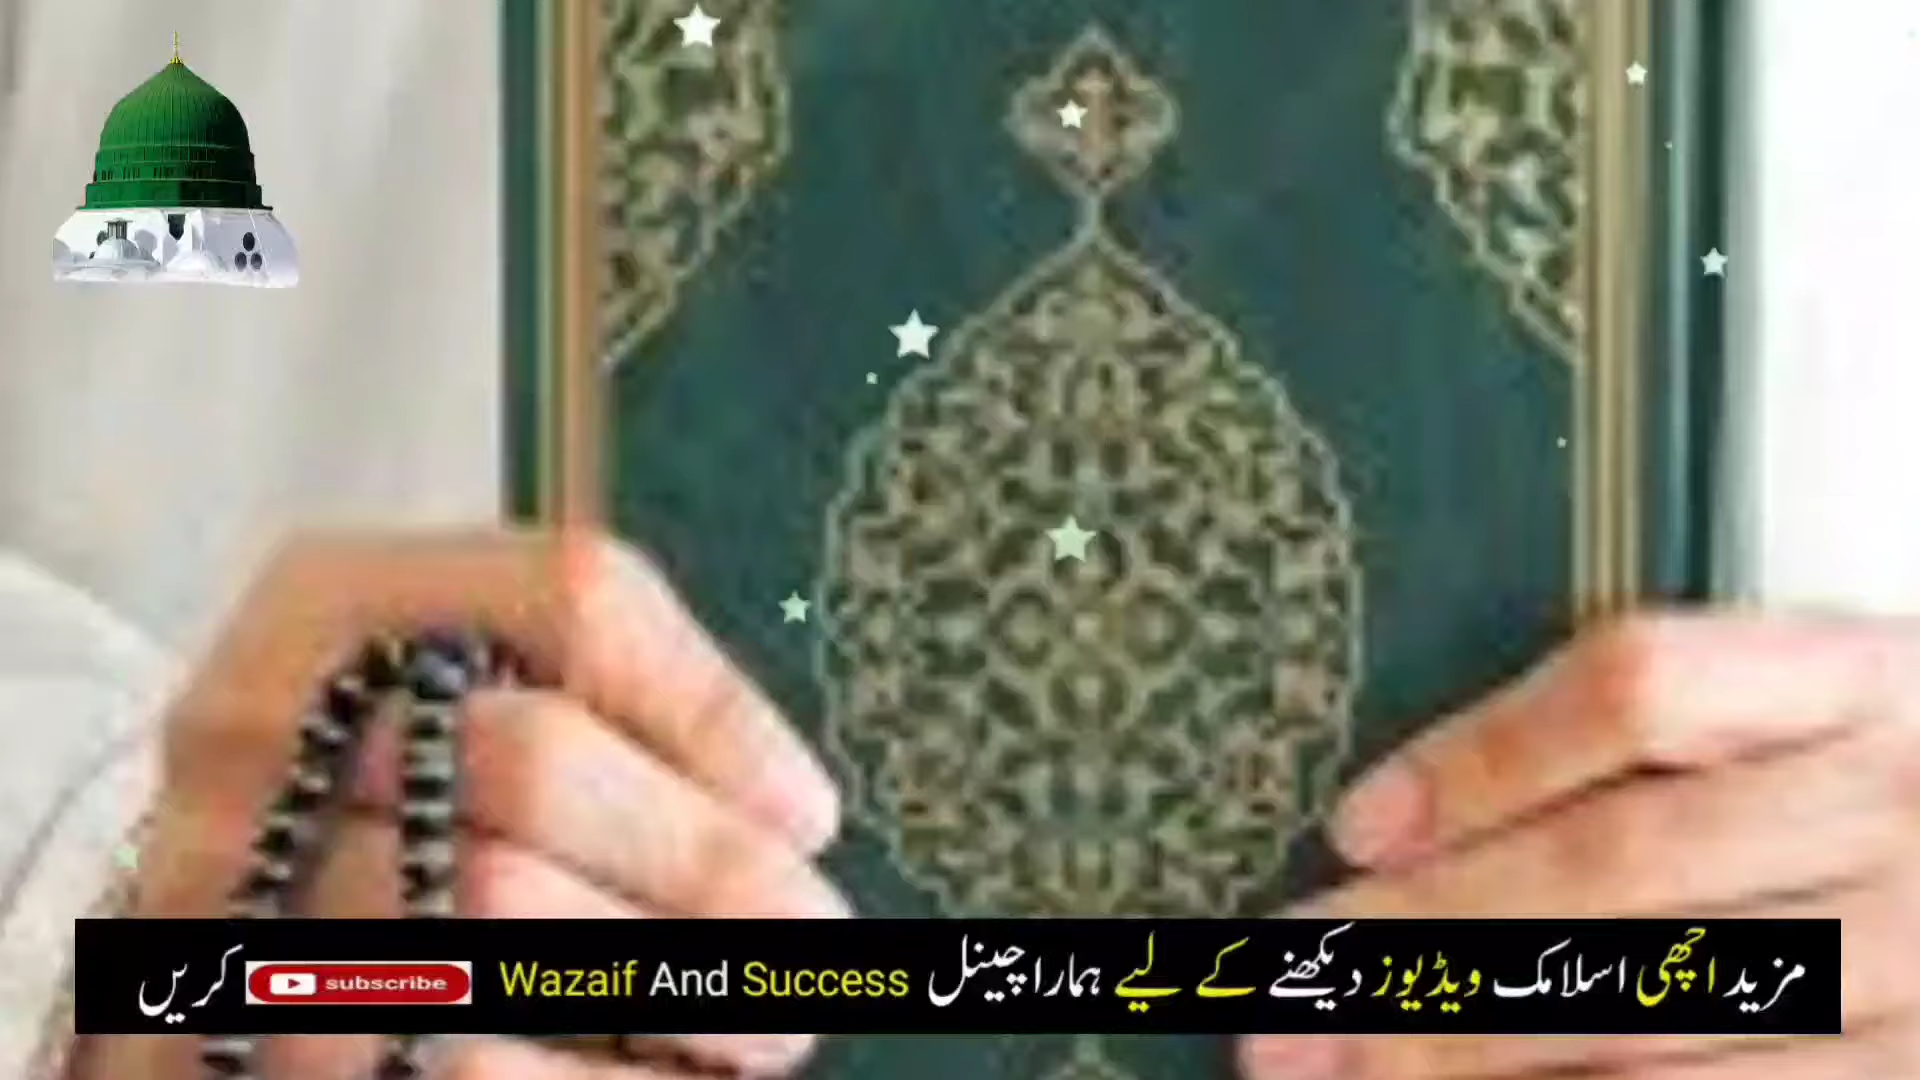 مزید اچھی اسلامک ویڈیوز دیکھنے کے لیے ہمارا چینل Wazaif And Success subscribe کریں